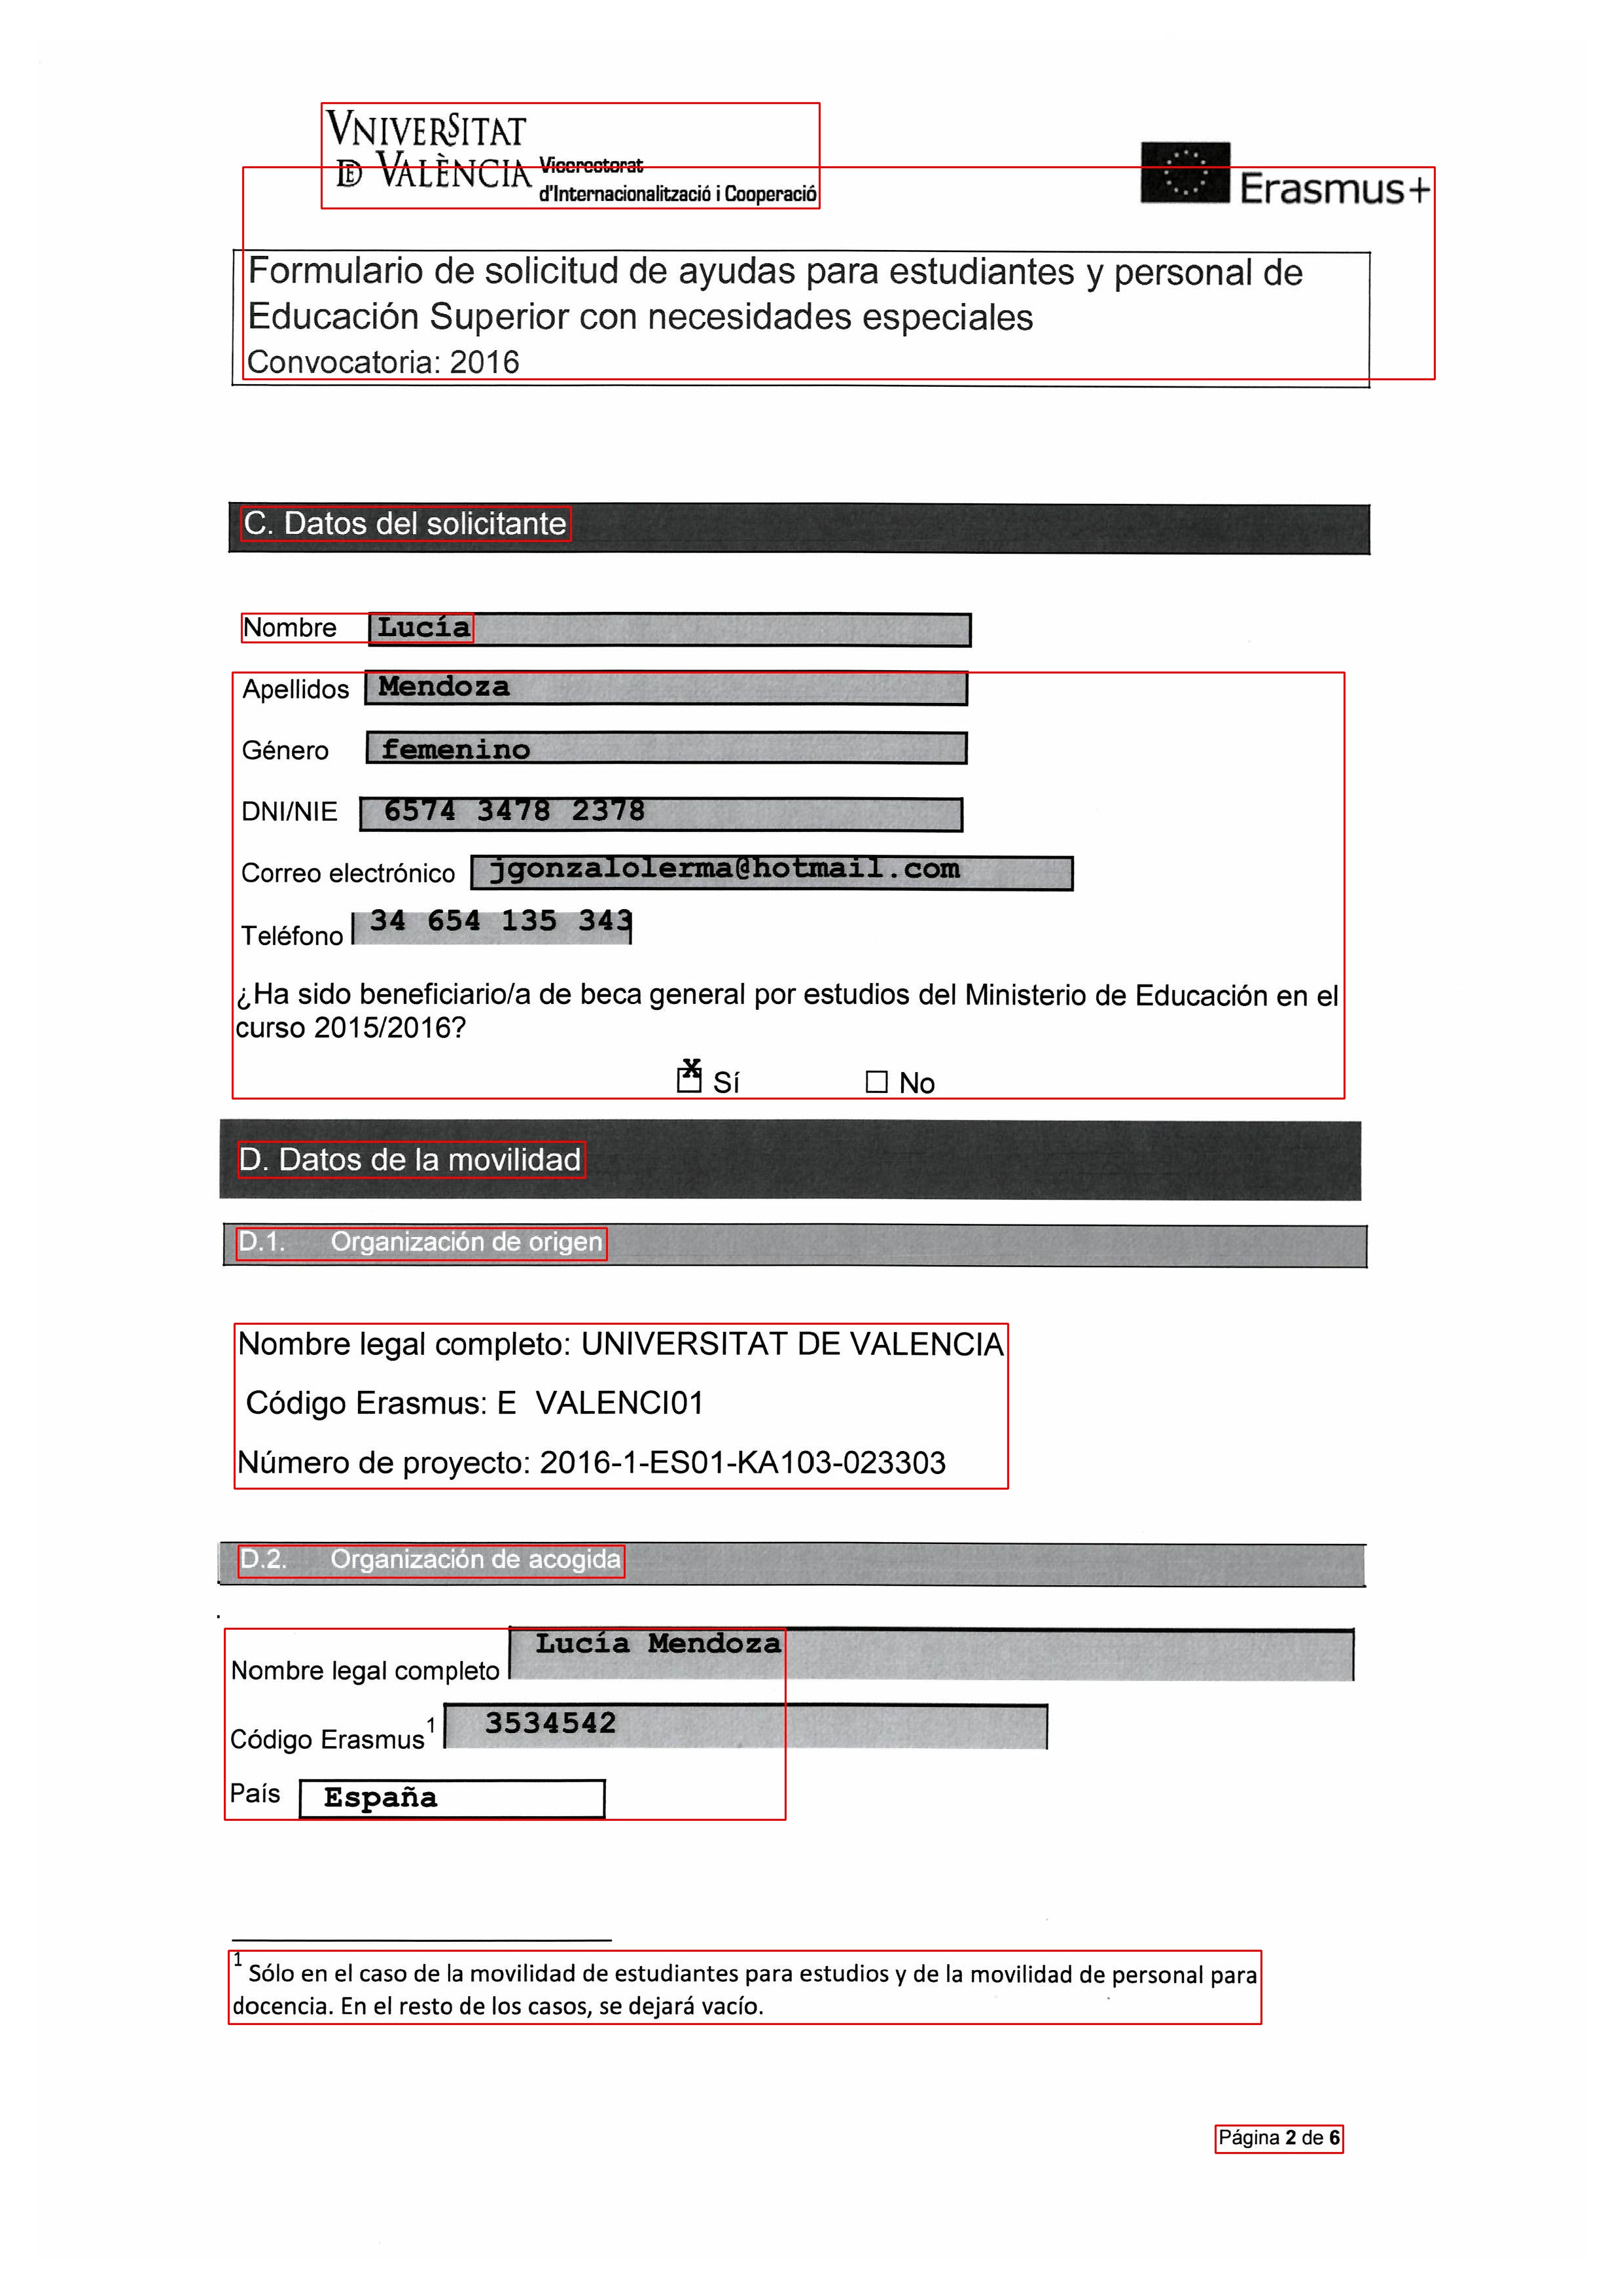 VNIVERSITAT
DE VALÈNCIA Vicerectorat
d'Internacionalització i Cooperació
Erasmus+
Formulario de solicitud de ayudas para estudiantes y personal de
Educación Superior con necesidades especiales
Convocatoria: 2016
C. Datos del solicitante
Nombre Lucía
Apellidos Mendoza
Género femenino
DNI/NIE 6574 3478 2378
Correo electrónico jgonzalolerma@hotmail.com
Teléfono 34 654 135 343
¿Ha sido beneficiario/a de beca general por estudios del Ministerio de Educación en el
curso 2015/2016?
X Sí No
D. Datos de la movilidad
D.1. Organización de origen
Nombre legal completo: UNIVERSITAT DE VALENCIA
Código Erasmus: E VALENCI01
Número de proyecto: 2016-1-ES01-KA103-023303
D.2. Organización de acogida
Nombre legal completo Lucía Mendoza
Código Erasmus1 3534542
País España
1 Sólo en el caso de la movilidad de estudiantes para estudios y de la movilidad de personal para
docencia. En el resto de los casos, se dejará vacío.
Página 2 de 6